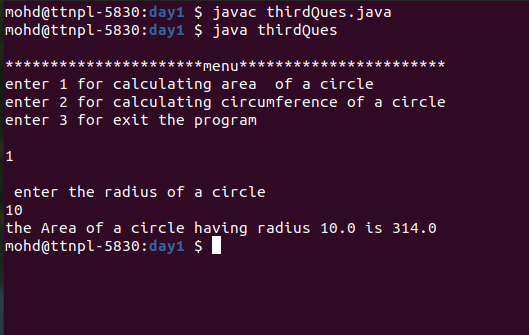 mohd@ttnpl-5830:day1 $ javac thirdQues.java
mohd@ttnpl-5830:day1 $ java thirdQues
**********************menu***********************
enter 1 for calculating area  of a circle
enter 2 for calculating circumference of a circle
enter 3 for exit the program
1
 enter the radius of a circle
10
the Area of a circle having radius 10.0 is 314.0
mohd@ttnpl-5830:day1 $